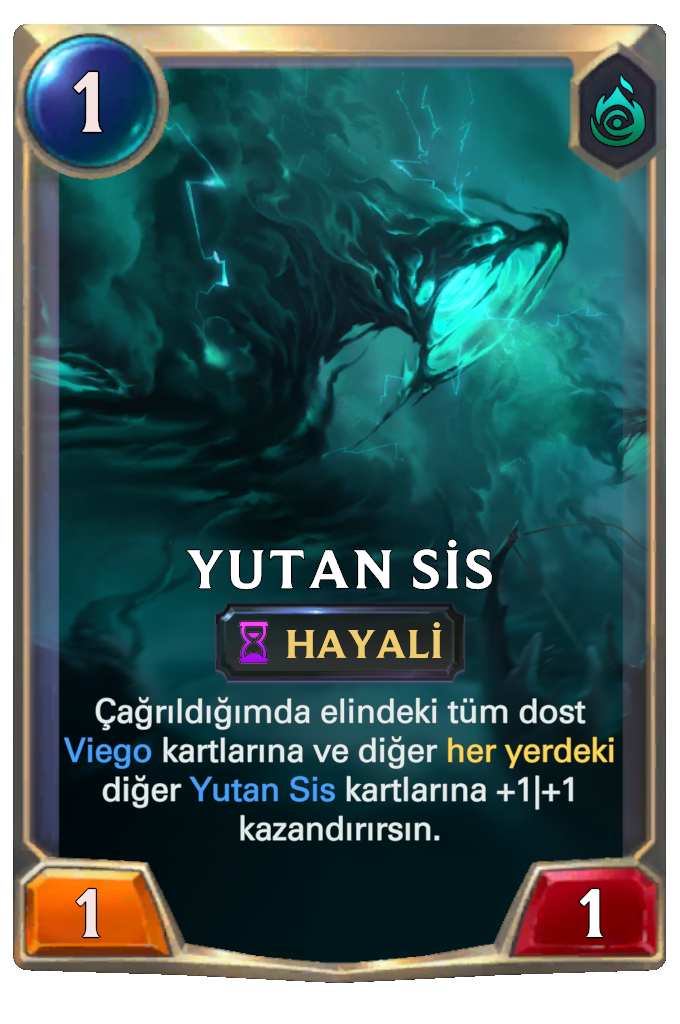 1
YUTAN SİS
HAYALİ
Çağrıldığımda elindeki tüm dost
Viego kartlarına ve diğer her yerdeki
diğer Yutan Sis kartlarına +1|+1
kazandırırsın.
1
1